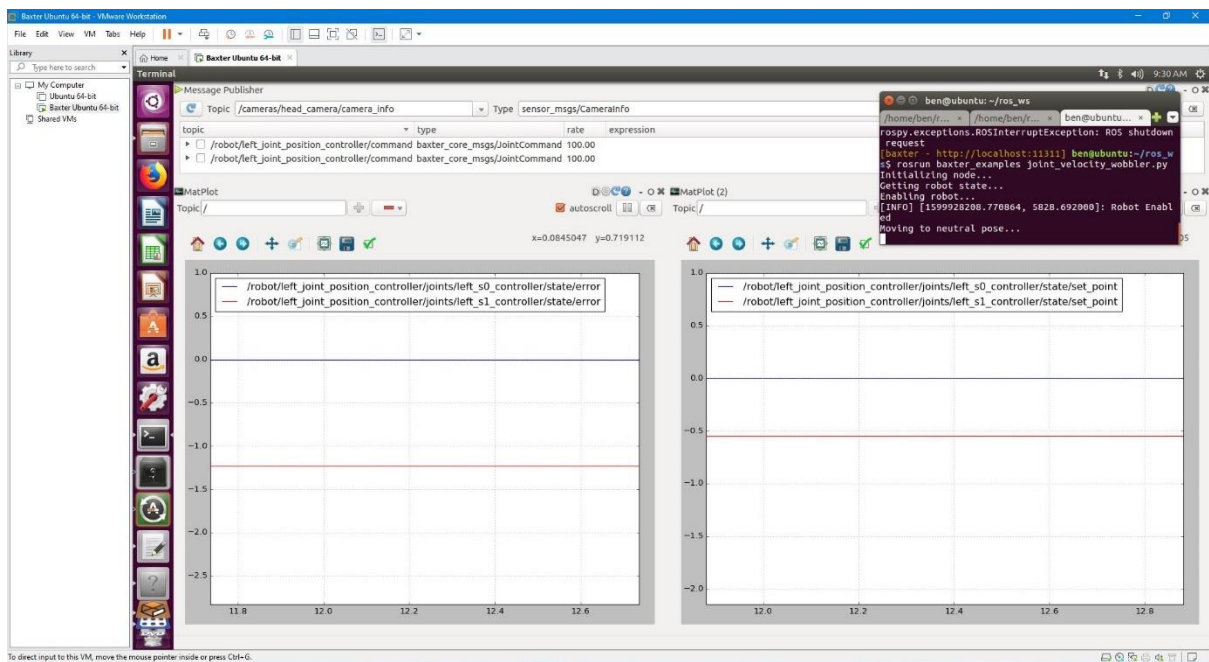 Baxter Ubuntu 64-bit - VMware Workstation
File Edit View VM Tabs Help
Library
Type here to search
My Computer
Ubuntu 64-bit
Baxter Ubuntu 64-bit
Shared VMs
Home
Baxter Ubuntu 64-bit
Terminal
9:30 AM
Message Publisher
Topic /cameras/head_camera/camera_info Type sensor_msgs/CameraInfo
topic type rate expression
/robot/left_joint_position_controller/command baxter_core_msgs/JointCommand 100.00
/robot/left_joint_position_controller/command baxter_core_msgs/JointCommand 100.00
ben@ubuntu: ~/ros_ws
/home/ben/r... /home/ben/r... ben@ubuntu...
rospy.exceptions.ROSInterruptException: ROS shutdown
request
[baxter - http://localhost:11311] ben@ubuntu:~/ros_w
s$ rosrun baxter_examples joint_velocity_wobbler.py
Initializing node...
Getting robot state...
Enabling robot...
[INFO] [1599928208.770864, 5828.692000]: Robot Enabl
ed
Moving to neutral pose...
MatPlot
Topic /
autoscroll
x=0.0845047 y=0.719112
/robot/left_joint_position_controller/joints/left_s0_controller/state/error
/robot/left_joint_position_controller/joints/left_s1_controller/state/error
1.0
0.5
0.0
−0.5
−1.0
−1.5
−2.0
−2.5
11.8 12.0 12.2 12.4 12.6
MatPlot (2)
Topic /
/robot/left_joint_position_controller/joints/left_s0_controller/state/set_point
/robot/left_joint_position_controller/joints/left_s1_controller/state/set_point
1.0
0.5
0.0
−0.5
−1.0
−1.5
−2.0
12.0 12.2 12.4 12.6 12.8
To direct input to this VM, move the mouse pointer inside or press Ctrl+G.